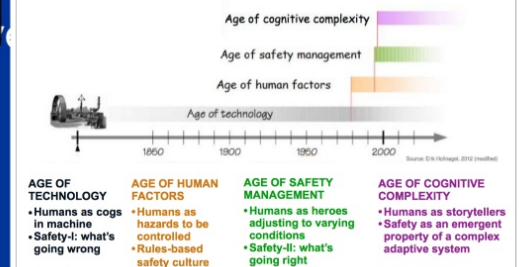 Age of cognitive complexity
Age of safety management
Age of human factors
Age of technology
1850
1900
1950
2000
Source: Erik Hollnagel, 2012 (modified)
AGE OF
TECHNOLOGY
• Humans as cogs
in machine
• Safety-I: what's
going wrong
AGE OF HUMAN
FACTORS
• Humans as
hazards to be
controlled
• Rules-based
safety culture
AGE OF SAFETY
MANAGEMENT
• Humans as heroes
adjusting to varying
conditions
• Safety-II: what's
going right
AGE OF COGNITIVE
COMPLEXITY
• Humans as storytellers
• Safety as an emergent
property of a complex
adaptive system